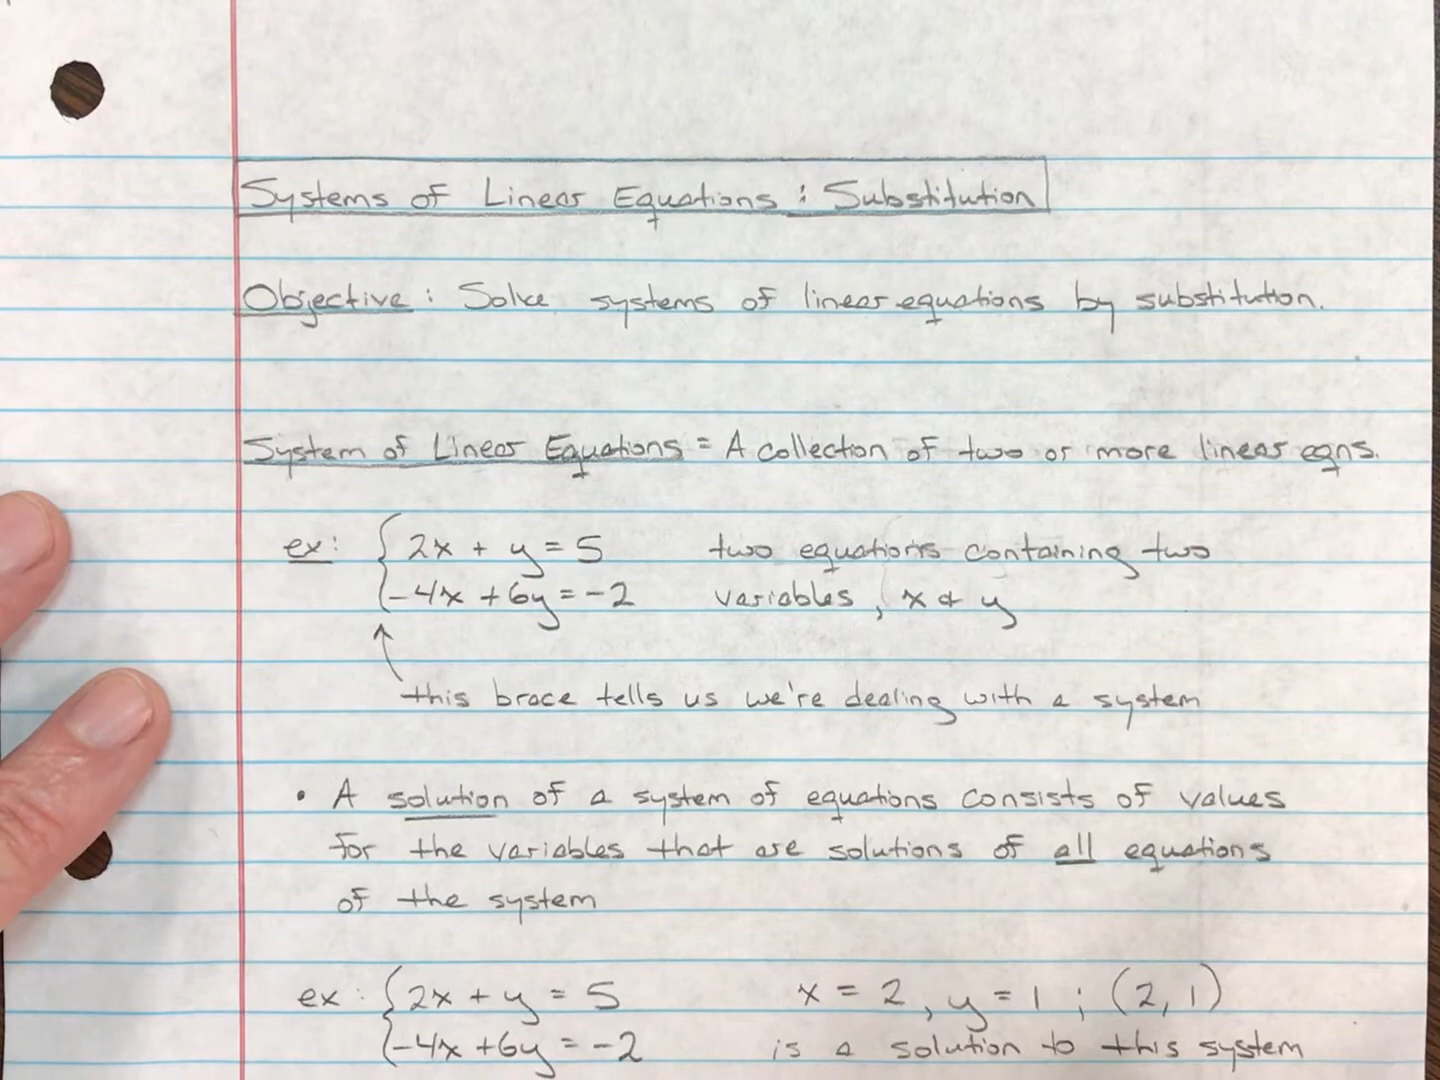 Systems of Linear Equations : Substitution
Objective : Solve systems of linear equations by substitution.
System of Linear Equations = A collection of two or more linear eqns.
ex: { 2x + y = 5 two equations containing two
{ -4x + 6y = -2 variables, x & y
↑ this brace tells us we're dealing with a system
• A solution of a system of equations consists of values
for the variables that are solutions of all equations
of the system
ex: { 2x + y = 5 x = 2, y = 1 ; (2, 1)
{ -4x + 6y = -2 is a solution to this system